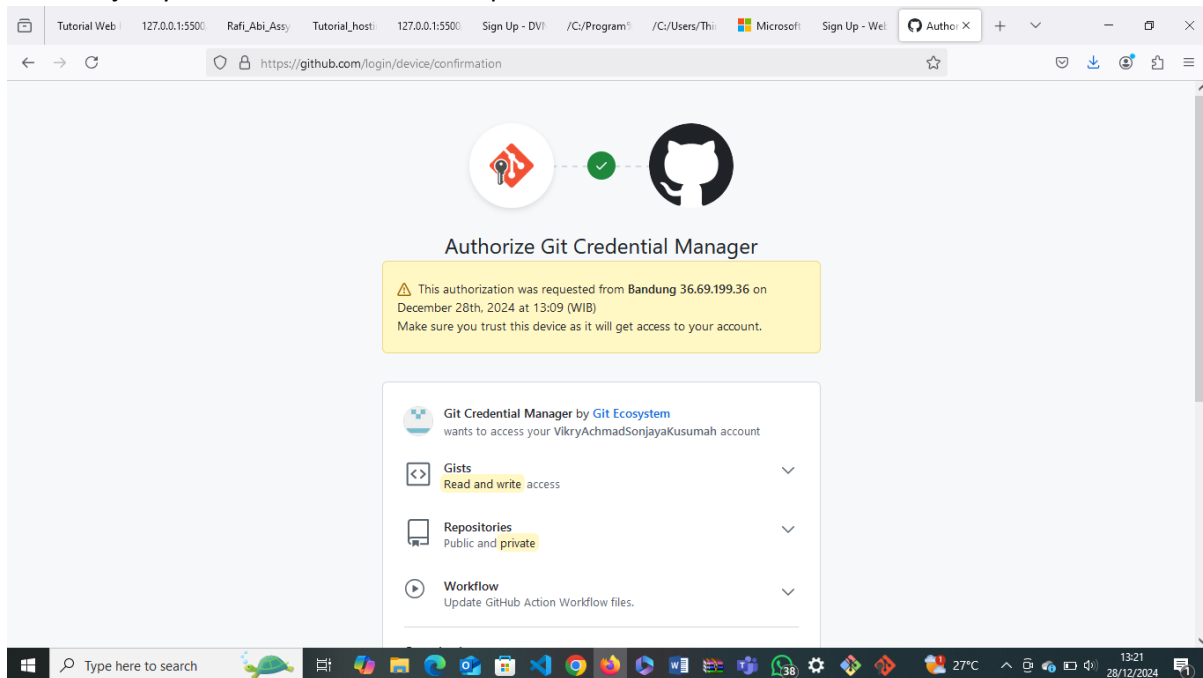 Tutorial Web
127.0.0.1:5500
Rafi_Abi_Assy
Tutorial_hosti
127.0.0.1:5500
Sign Up - DVN
/C:/Program
/C:/Users/Thi
Microsoft
Sign Up - Web
Author
https://github.com/login/device/confirmation
Authorize Git Credential Manager
This authorization was requested from Bandung 36.69.199.36 on
December 28th, 2024 at 13:09 (WIB)
Make sure you trust this device as it will get access to your account.
Git Credential Manager by Git Ecosystem
wants to access your VikryAchmadSonjayaKusumah account
Gists
Read and write access
Repositories
Public and private
Workflow
Update GitHub Action Workflow files.
Type here to search
38
27°C
13:21
28/12/2024
1